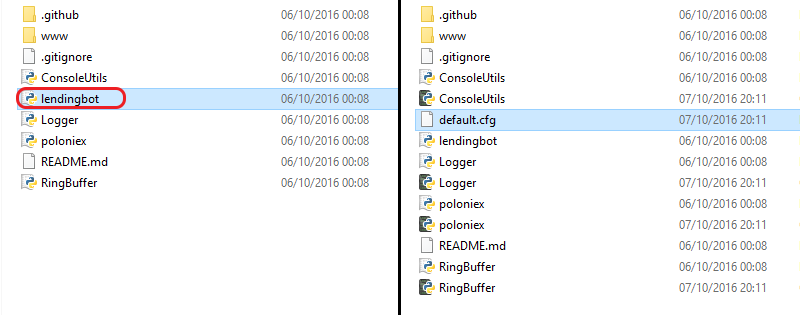 .github 06/10/2016 00:08
www 06/10/2016 00:08
.gitignore 06/10/2016 00:08
ConsoleUtils 06/10/2016 00:08
lendingbot 06/10/2016 00:08
Logger 06/10/2016 00:08
poloniex 06/10/2016 00:08
README.md 06/10/2016 00:08
RingBuffer 06/10/2016 00:08
.github 06/10/2016 00:08
www 06/10/2016 00:08
.gitignore 06/10/2016 00:08
ConsoleUtils 06/10/2016 00:08
ConsoleUtils 07/10/2016 20:11
default.cfg 07/10/2016 20:11
lendingbot 06/10/2016 00:08
Logger 06/10/2016 00:08
Logger 07/10/2016 20:11
poloniex 06/10/2016 00:08
poloniex 07/10/2016 20:11
README.md 06/10/2016 00:08
RingBuffer 06/10/2016 00:08
RingBuffer 07/10/2016 20:11